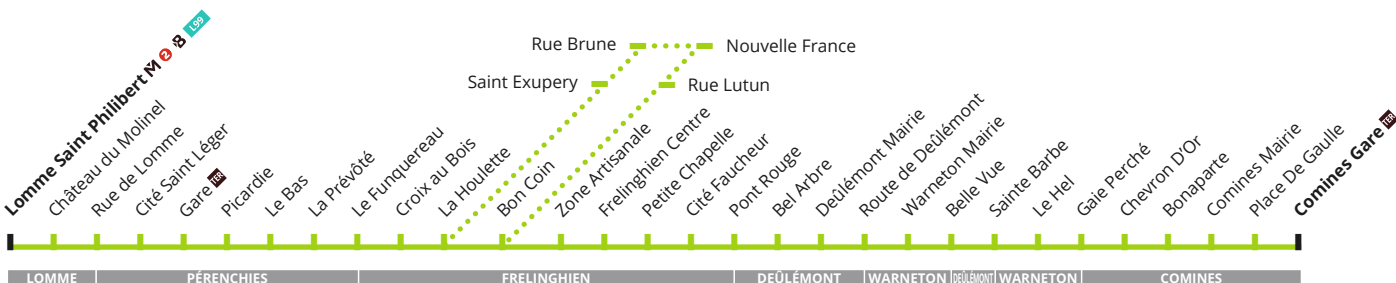 Rue Brune
Nouvelle France
Saint Exupery
Rue Lutun
Lomme Saint Philibert M 2 B L99
Château du Molinel
Rue de Lomme
Cité Saint Léger
Gare TER
Picardie
Le Bas
La Prévôté
Le Funquereau
Croix au Bois
La Houlette
Bon Coin
Zone Artisanale
Frelinghien Centre
Petite Chapelle
Cité Faucheur
Pont Rouge
Bel Arbre
Deûlémont Mairie
Route de Deûlémont
Warneton Mairie
Belle Vue
Sainte Barbe
Le Hel
Gaie Perché
Chevron D'Or
Bonaparte
Comines Mairie
Place De Gaulle
Comines Gare TER
LOMME
PÉRENCHIES
FRELINGHIEN
DEÛLÉMONT
WARNETON
DEÛLÉMONT
WARNETON
COMINES